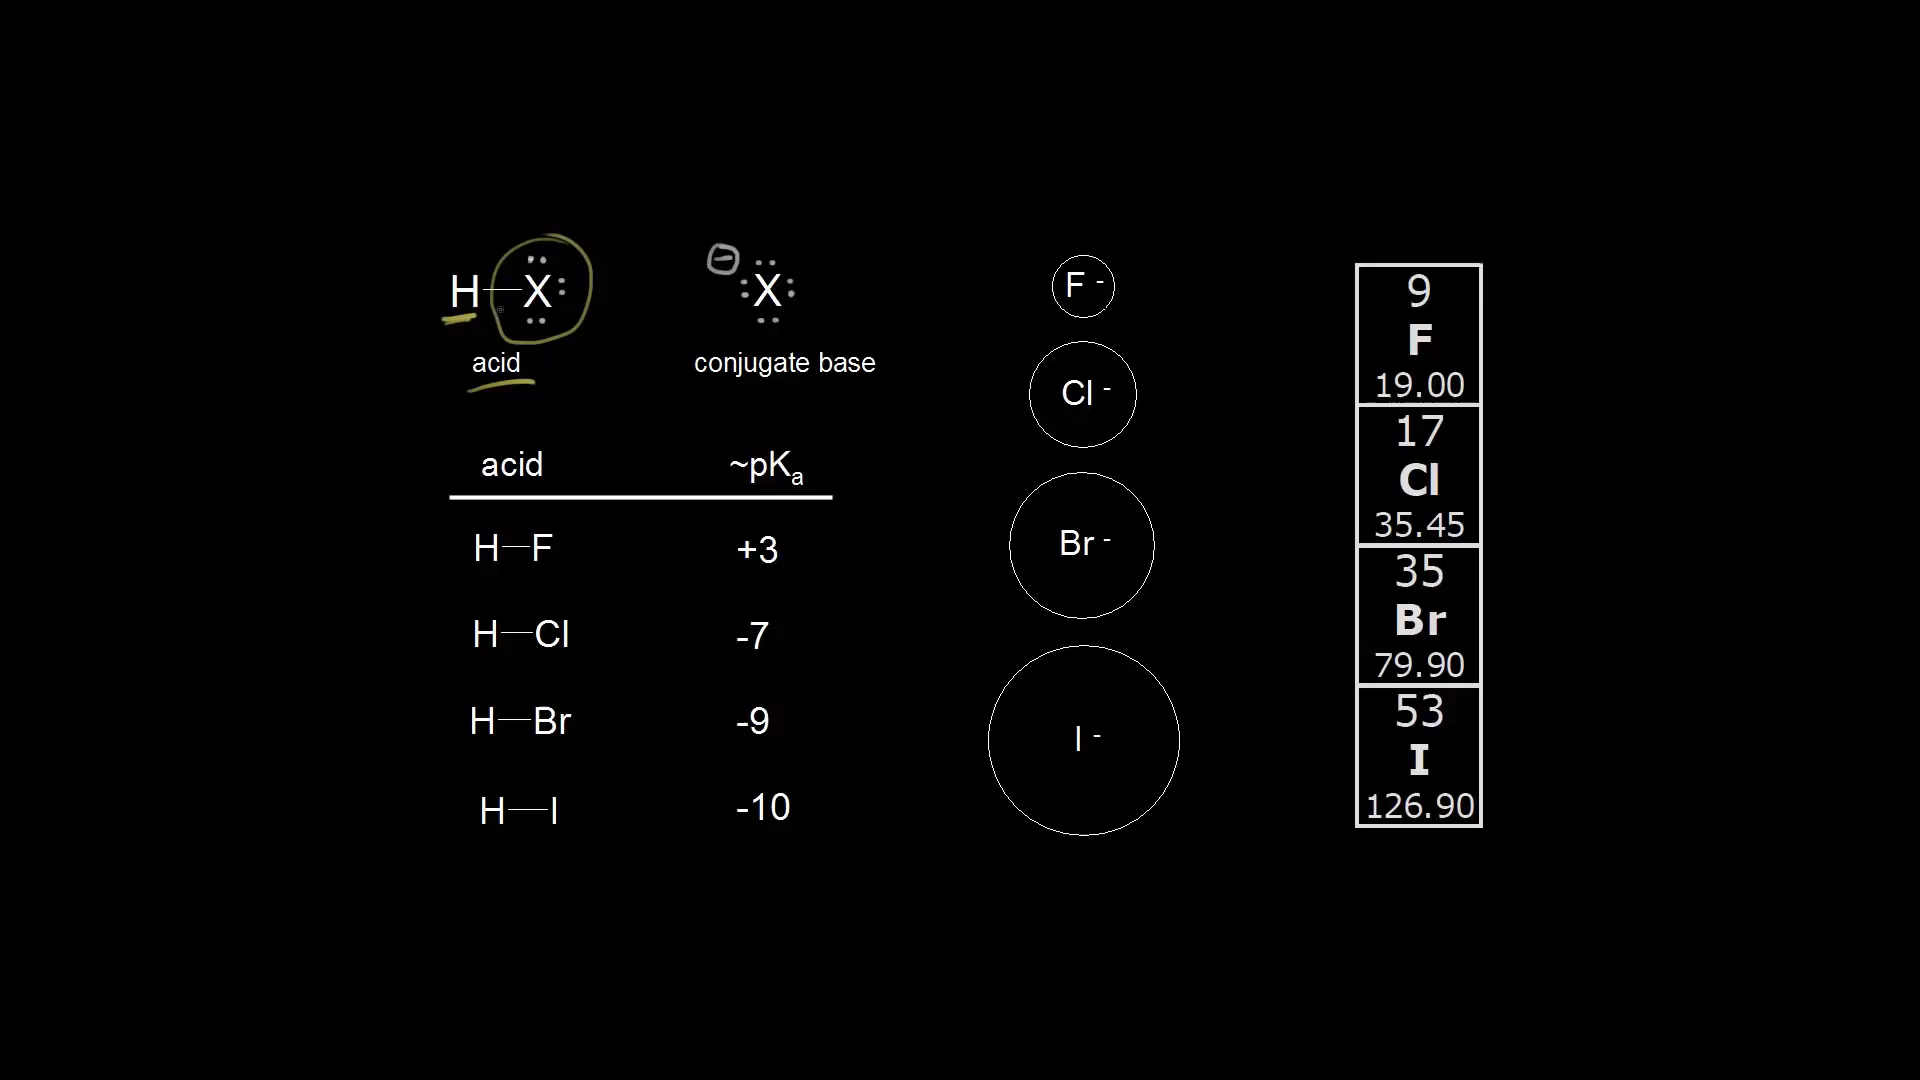 H—X
acid
⊖ :X:
conjugate base
acid ~pKₐ
H—F +3
H—Cl -7
H—Br -9
H—I -10
F -
Cl -
Br -
I -
9
F
19.00
17
Cl
35.45
35
Br
79.90
53
I
126.90